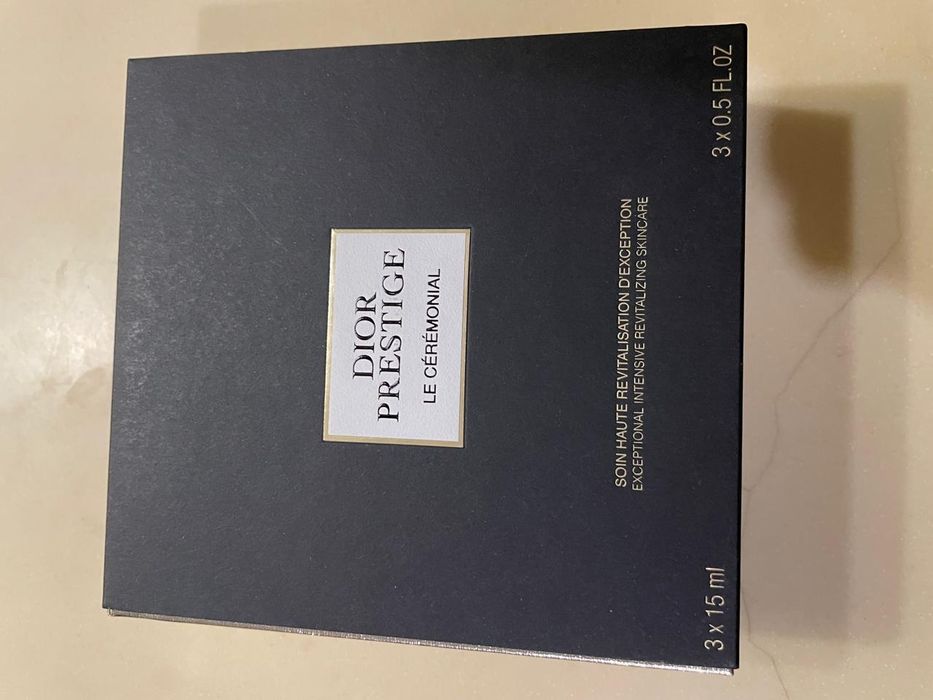 DIOR
PRESTIGE
LE CÉRÉMONIAL
SOIN HAUTE REVITALISATION D'EXCEPTION
EXCEPTIONAL INTENSIVE REVITALIZING SKINCARE
3 x 15 ml
3 x 0.5 FL.OZ